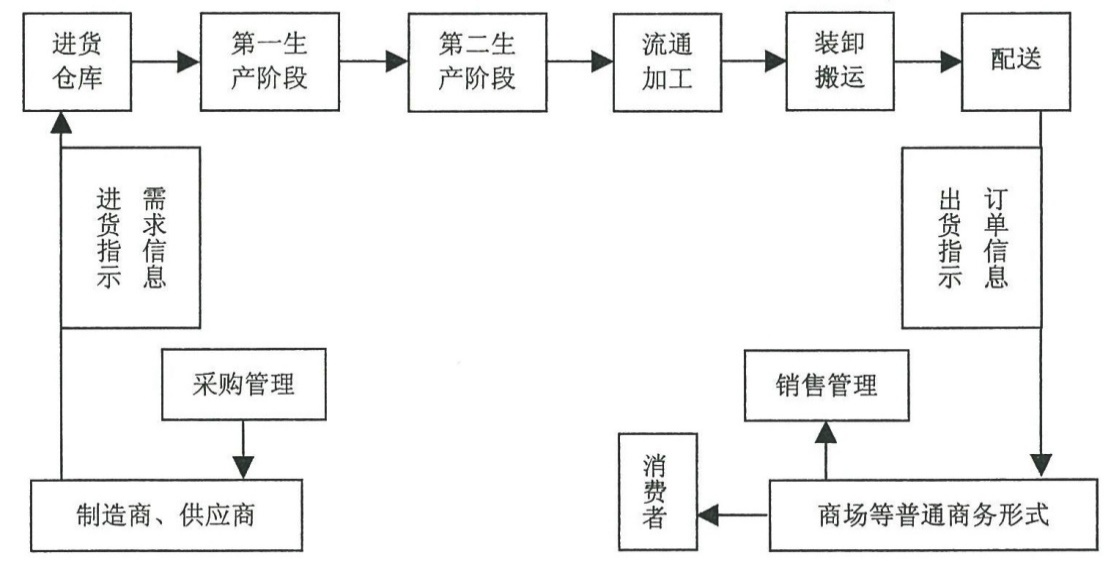 进货
仓库
第一生
产阶段
第二生
产阶段
流通
加工
装卸
搬运
配送
进货指示
需求信息
出货指示
订单信息
采购管理
销售管理
消费者
制造商、供应商
商场等普通商务形式